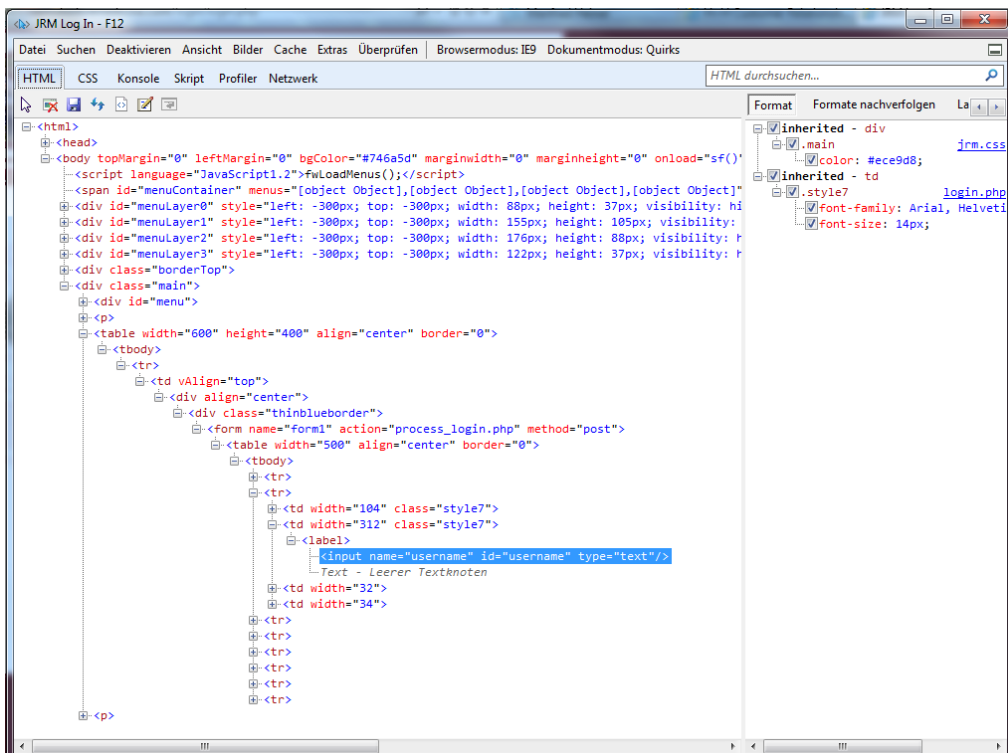 JRM Log In - F12
Datei Suchen Deaktivieren Ansicht Bilder Cache Extras Überprüfen Browsermodus: IE9 Dokumentmodus: Quirks
HTML CSS Konsole Skript Profiler Netzwerk HTML durchsuchen...
Format Formate nachverfolgen La
<html>
<head>
<body topMargin="0" leftMargin="0" bgColor="#746a5d" marginwidth="0" marginheight="0" onload="sf()"
<script language="JavaScript1.2">fwLoadMenus();</script>
<span id="menuContainer" menus="[object Object],[object Object],[object Object],[object Object]"
<div id="menuLayer0" style="left: -300px; top: -300px; width: 88px; height: 37px; visibility: hi
<div id="menuLayer1" style="left: -300px; top: -300px; width: 155px; height: 105px; visibility:
<div id="menuLayer2" style="left: -300px; top: -300px; width: 176px; height: 88px; visibility: h
<div id="menuLayer3" style="left: -300px; top: -300px; width: 122px; height: 37px; visibility: h
<div class="borderTop">
<div class="main">
<div id="menu">
<p>
<table width="600" height="400" align="center" border="0">
<tbody>
<tr>
<td vAlign="top">
<div align="center">
<div class="thinblueborder">
<form name="form1" action="process_login.php" method="post">
<table width="500" align="center" border="0">
<tbody>
<tr>
<tr>
<td width="104" class="style7">
<td width="312" class="style7">
<label>
<input name="username" id="username" type="text"/>
Text - Leerer Textknoten
<td width="32">
<td width="34">
<tr>
<tr>
<tr>
<tr>
<tr>
<tr>
<p>
inherited - div
.main jrm.css
color: #ece9d8;
inherited - td
.style7 login.php
font-family: Arial, Helveti
font-size: 14px;